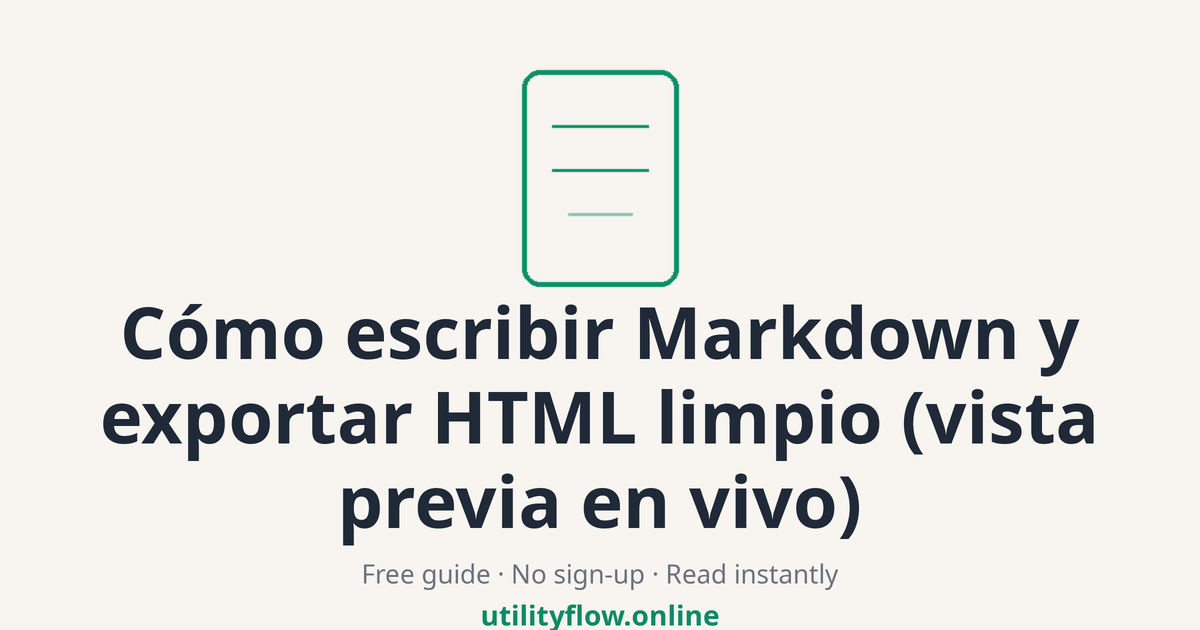 Cómo escribir Markdown y
exportar HTML limpio (vista
previa en vivo)
Free guide · No sign-up · Read instantly
utilityflow.online